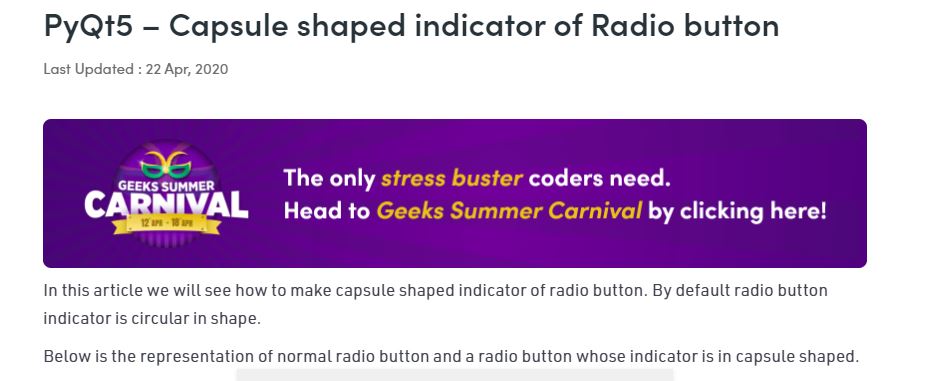 PyQt5 – Capsule shaped indicator of Radio button
Last Updated : 22 Apr, 2020
GEEKS SUMMER
CARNIVAL
12 APR - 18 APR
The only stress buster coders need.
Head to Geeks Summer Carnival by clicking here!
In this article we will see how to make capsule shaped indicator of radio button. By default radio button
indicator is circular in shape.
Below is the representation of normal radio button and a radio button whose indicator is in capsule shaped.